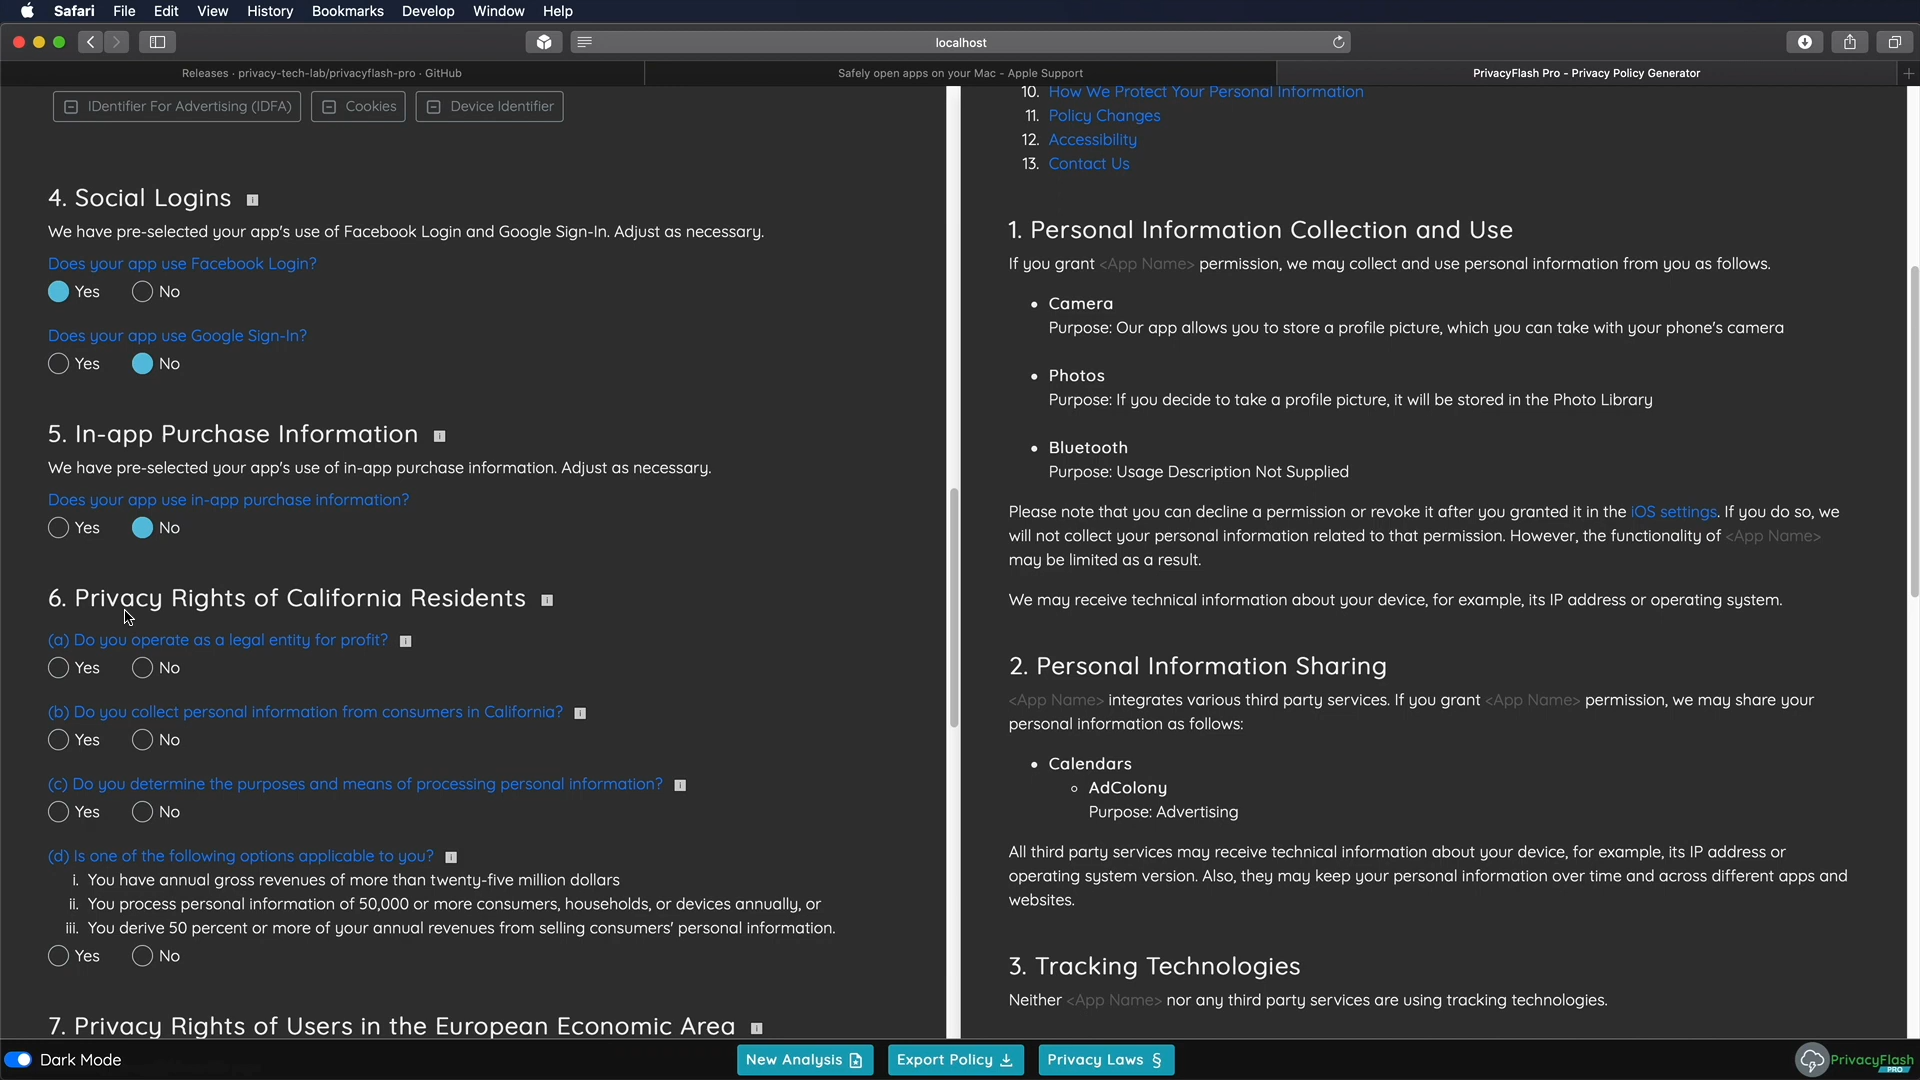 Safari File Edit View History Bookmarks Develop Window Help
localhost
Releases · privacy-tech-lab/privacyflash-pro · GitHub
Safely open apps on your Mac - Apple Support
PrivacyFlash Pro - Privacy Policy Generator
IDentifier For Advertising (IDFA)
Cookies
Device Identifier
4. Social Logins
We have pre-selected your app's use of Facebook Login and Google Sign-In. Adjust as necessary.
Does your app use Facebook Login?
Yes No
Does your app use Google Sign-In?
Yes No
5. In-app Purchase Information
We have pre-selected your app's use of in-app purchase information. Adjust as necessary.
Does your app use in-app purchase information?
Yes No
6. Privacy Rights of California Residents
(a) Do you operate as a legal entity for profit?
Yes No
(b) Do you collect personal information from consumers in California?
Yes No
(c) Do you determine the purposes and means of processing personal information?
Yes No
(d) Is one of the following options applicable to you?
i. You have annual gross revenues of more than twenty-five million dollars
ii. You process personal information of 50,000 or more consumers, households, or devices annually, or
iii. You derive 50 percent or more of your annual revenues from selling consumers' personal information.
Yes No
7. Privacy Rights of Users in the European Economic Area
10. How We Protect Your Personal Information
11. Policy Changes
12. Accessibility
13. Contact Us
1. Personal Information Collection and Use
If you grant <App Name> permission, we may collect and use personal information from you as follows.
• Camera
Purpose: Our app allows you to store a profile picture, which you can take with your phone's camera
• Photos
Purpose: If you decide to take a profile picture, it will be stored in the Photo Library
• Bluetooth
Purpose: Usage Description Not Supplied
Please note that you can decline a permission or revoke it after you granted it in the iOS settings. If you do so, we
will not collect your personal information related to that permission. However, the functionality of <App Name>
may be limited as a result.
We may receive technical information about your device, for example, its IP address or operating system.
2. Personal Information Sharing
<App Name> integrates various third party services. If you grant <App Name> permission, we may share your
personal information as follows:
• Calendars
AdColony
Purpose: Advertising
All third party services may receive technical information about your device, for example, its IP address or
operating system version. Also, they may keep your personal information over time and across different apps and
websites.
3. Tracking Technologies
Neither <App Name> nor any third party services are using tracking technologies.
Dark Mode
New Analysis
Export Policy
Privacy Laws §
PrivacyFlash
PRO